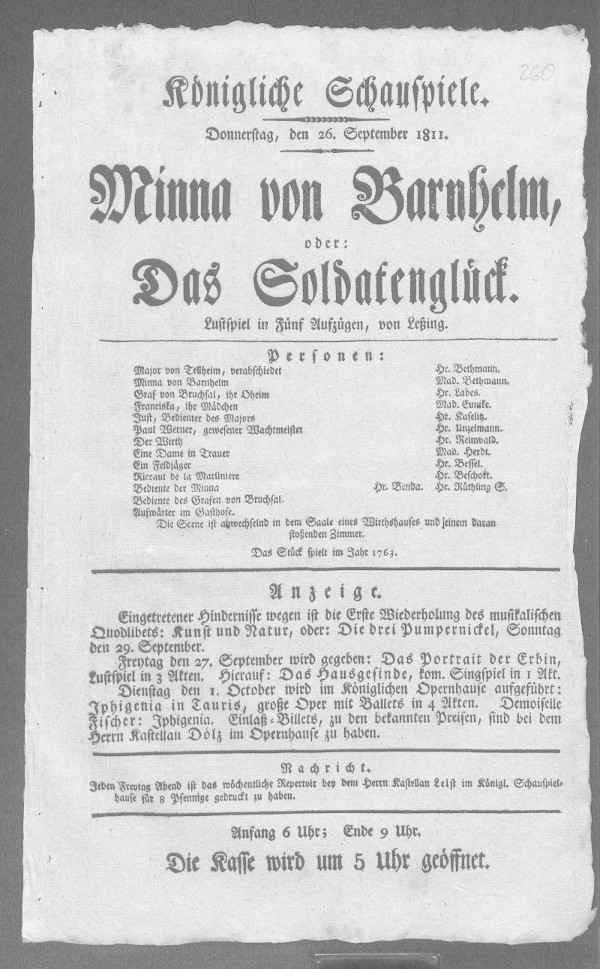 260
Königliche Schauspiele.
Donnerstag, den 26. September 1811.
Minna von Barnhelm,
oder:
Das Soldatenglück.
Lustspiel in Fünf Aufzügen, von Leßing.
Personen:
Major von Tellheim, verabschiedet Hr. Bethmann.
Minna von Barnhelm Mad. Bethmann.
Graf von Bruchsal, ihr Oheim Hr. Labes.
Franciska, ihr Mädchen Mad. Eunike.
Just, Bedienter des Majors Hr. Kaselitz.
Paul Werner, gewesener Wachtmeister Hr. Unzelmann.
Der Wirth Hr. Reinwald.
Eine Dame in Trauer Mad. Herdt.
Ein Feldjäger Hr. Bessel.
Riccaut de la Marliniere Hr. Beschort.
Bediente der Minna Hr. Benda. Hr. Rüthling S.
Bediente des Grafen von Bruchsal.
Aufwärter im Gasthofe.
Die Scene ist abwechselnd in dem Saale eines Wirthshauses und seinem daran
stoßenden Zimmer.
Das Stück spielt im Jahr 1763.
Anzeige.
Eingetretener Hindernisse wegen ist die Erste Wiederholung des musikalischen
Quodlibets: Kunst und Natur, oder: Die drei Pumpernickel, Sonntag
den 29. September.
Freytag den 27. September wird gegeben: Das Portrait der Erbin,
Lustspiel in 3 Akten. Hierauf: Das Hausgesinde, kom. Singspiel in 1 Akt.
Dienstag den 1. October wird im Königlichen Opernhause aufgeführt:
Iphigenia in Tauris, große Oper mit Ballets in 4 Akten. Demoiselle
Fischer: Iphigenia. Einlaß-Billets, zu den bekannten Preisen, sind bei dem
Herrn Kastellan Dölz im Opernhause zu haben.
Nachricht.
Jeden Freytag Abend ist das wöchentliche Repertoir bey dem Herrn Kastellan Leist im Königl. Schauspiel-
hause für 8 Pfennige gedruckt zu haben.
Anfang 6 Uhr; Ende 9 Uhr.
Die Kasse wird um 5 Uhr geöffnet.